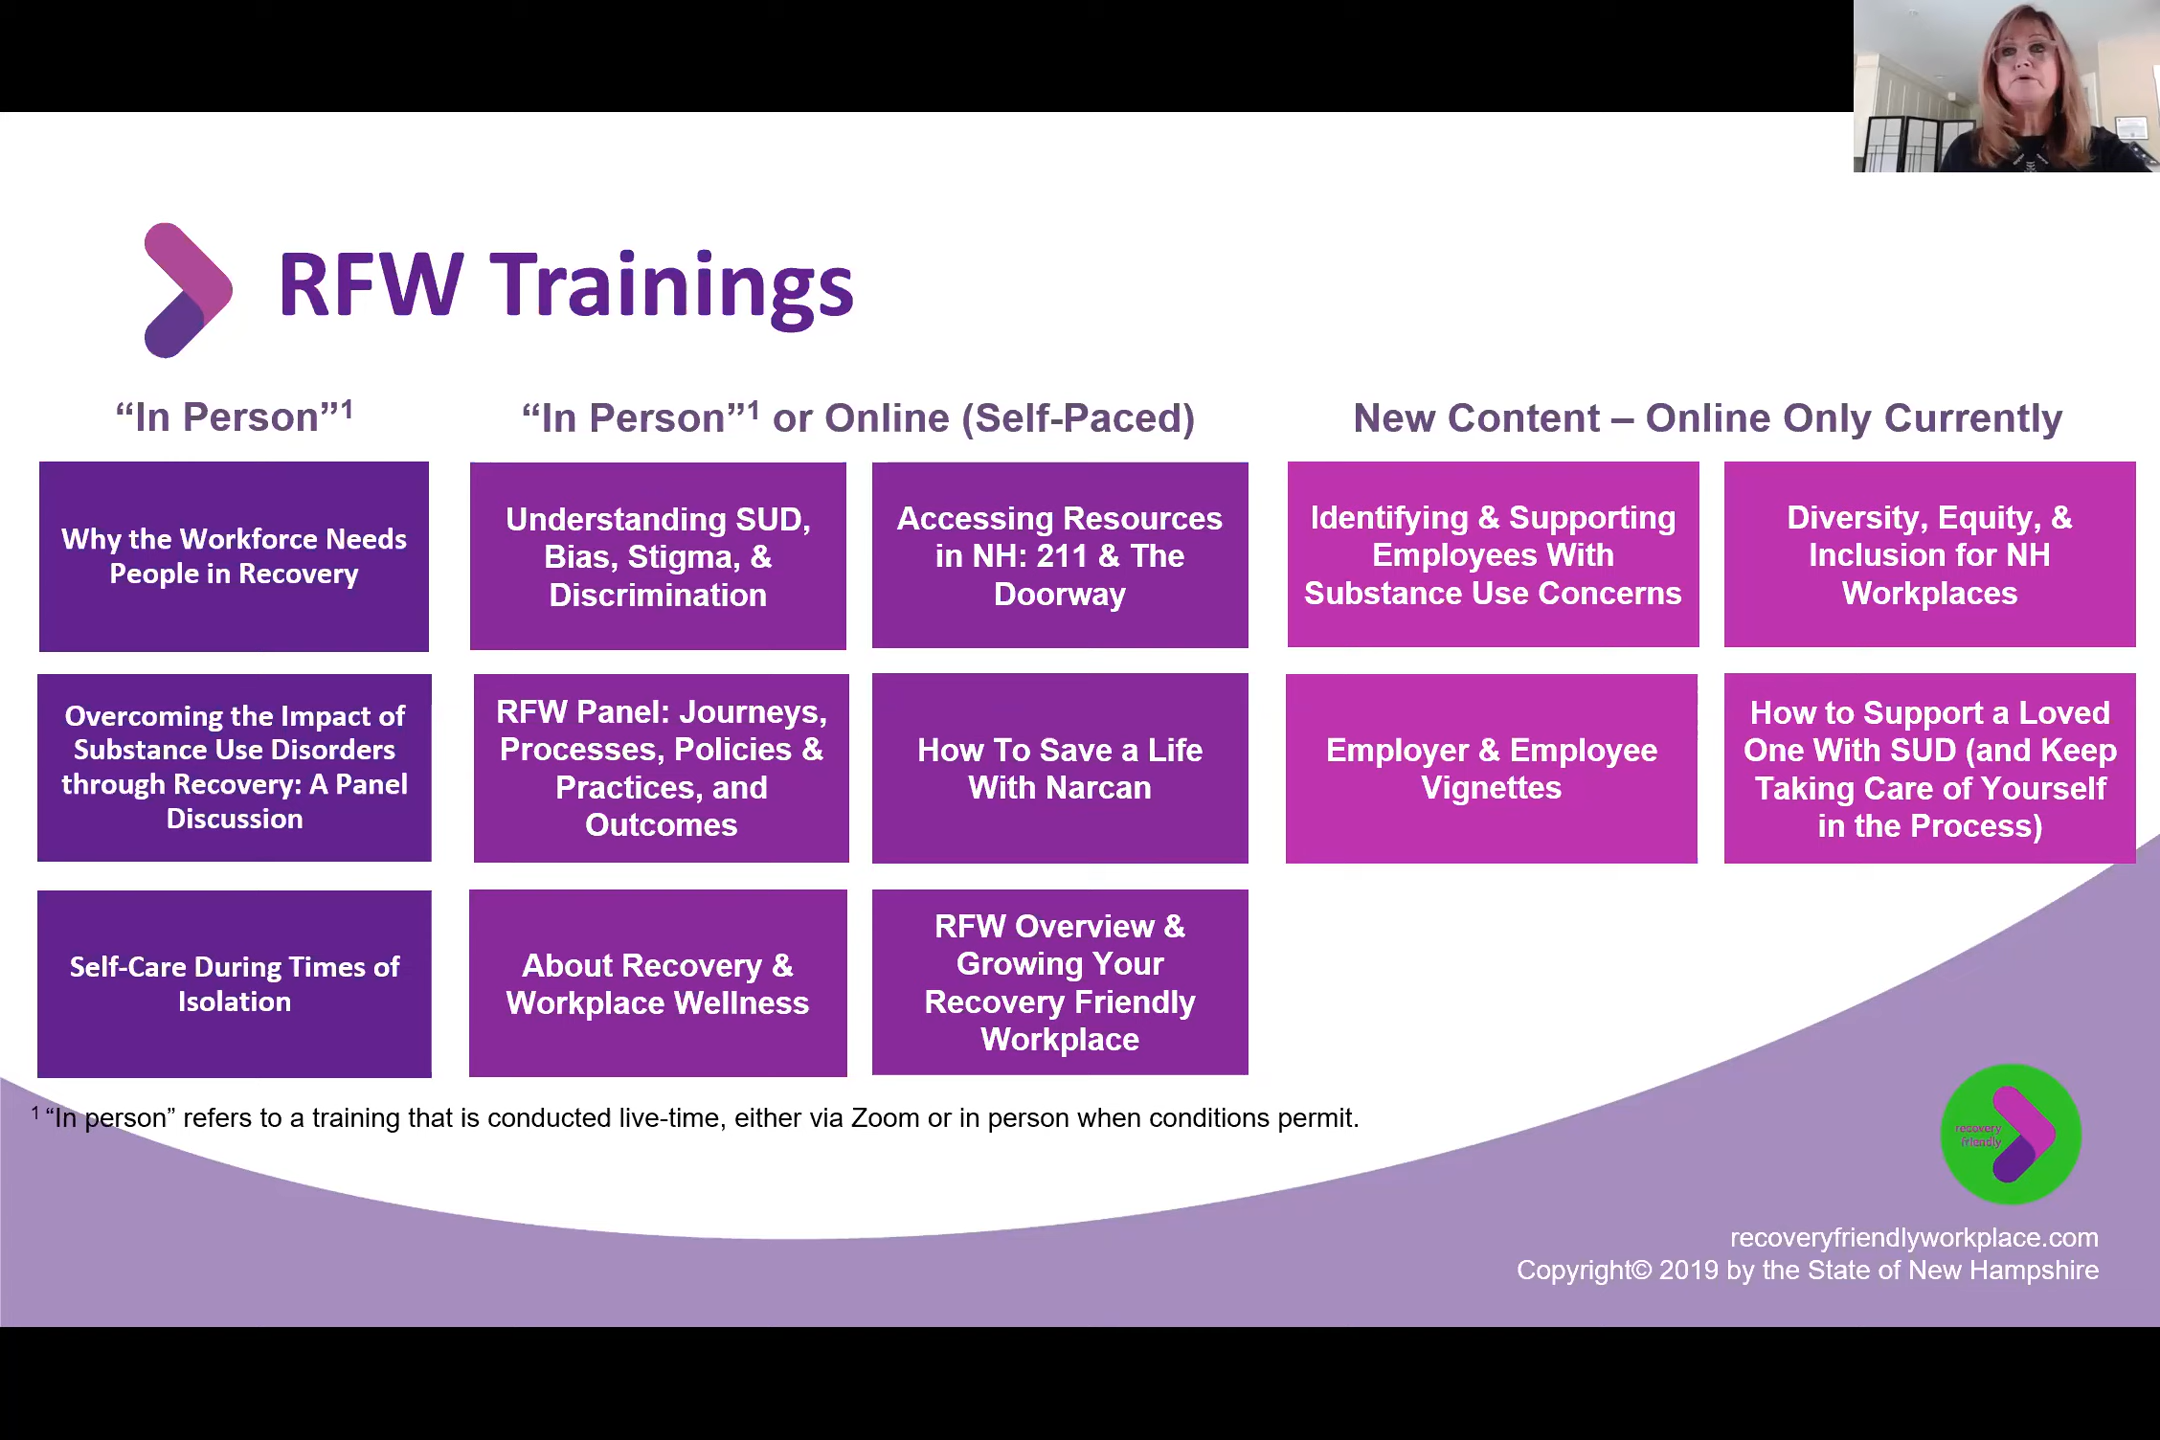 RFW Trainings
“In Person”¹
Why the Workforce Needs
People in Recovery
Overcoming the Impact of
Substance Use Disorders
through Recovery: A Panel
Discussion
Self-Care During Times of
Isolation
“In Person”¹ or Online (Self-Paced)
Understanding SUD,
Bias, Stigma, &
Discrimination
Accessing Resources
in NH: 211 & The
Doorway
RFW Panel: Journeys,
Processes, Policies &
Practices, and
Outcomes
How To Save a Life
With Narcan
About Recovery &
Workplace Wellness
RFW Overview &
Growing Your
Recovery Friendly
Workplace
New Content – Online Only Currently
Identifying & Supporting
Employees With
Substance Use Concerns
Diversity, Equity, &
Inclusion for NH
Workplaces
Employer & Employee
Vignettes
How to Support a Loved
One With SUD (and Keep
Taking Care of Yourself
in the Process)
¹ “In person” refers to a training that is conducted live-time, either via Zoom or in person when conditions permit.
recovery
friendly
recoveryfriendlyworkplace.com
Copyright© 2019 by the State of New Hampshire